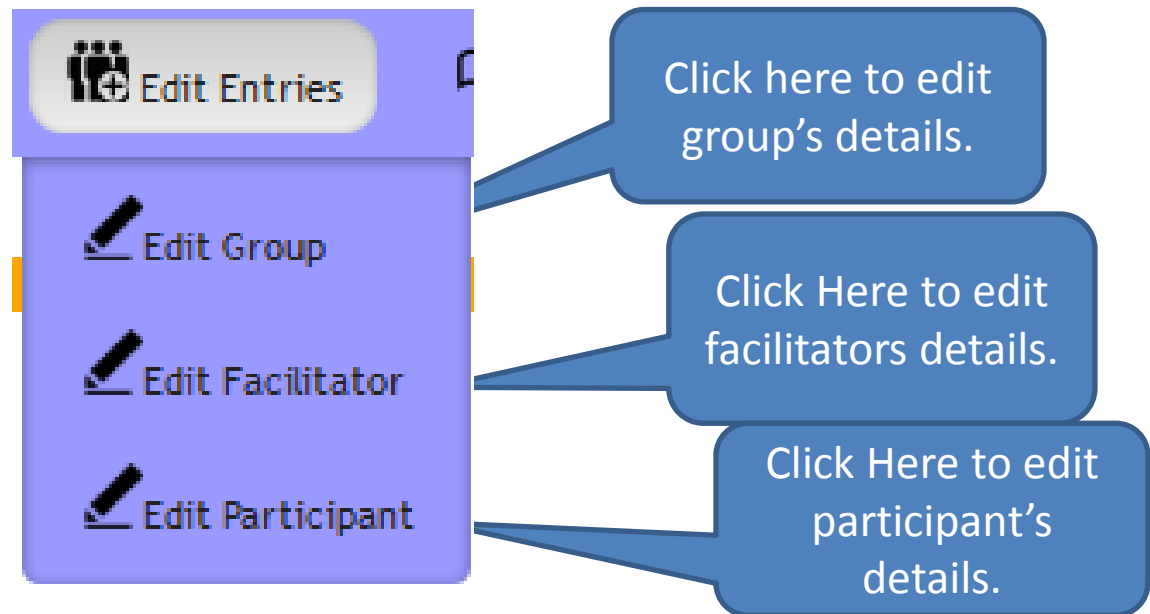 Edit Entries
Click here to edit
group’s details.
Edit Group
Click Here to edit
facilitators details.
Edit Facilitator
Click Here to edit
participant’s
details.
Edit Participant